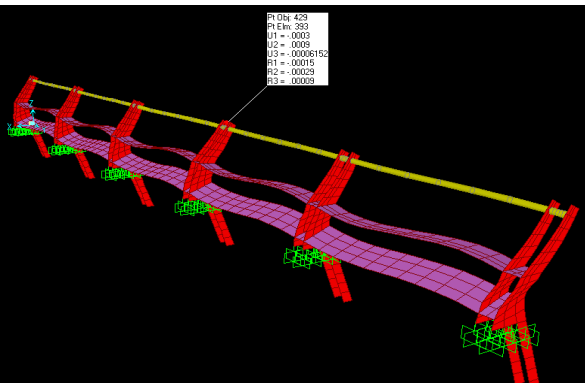 Pt Obj: 429
Pt Elm: 393
U1 = -.0003
U2 = .0009
U3 = -.00006152
R1 = -.00015
R2 = -.00029
R3 = .00009
Z
Y